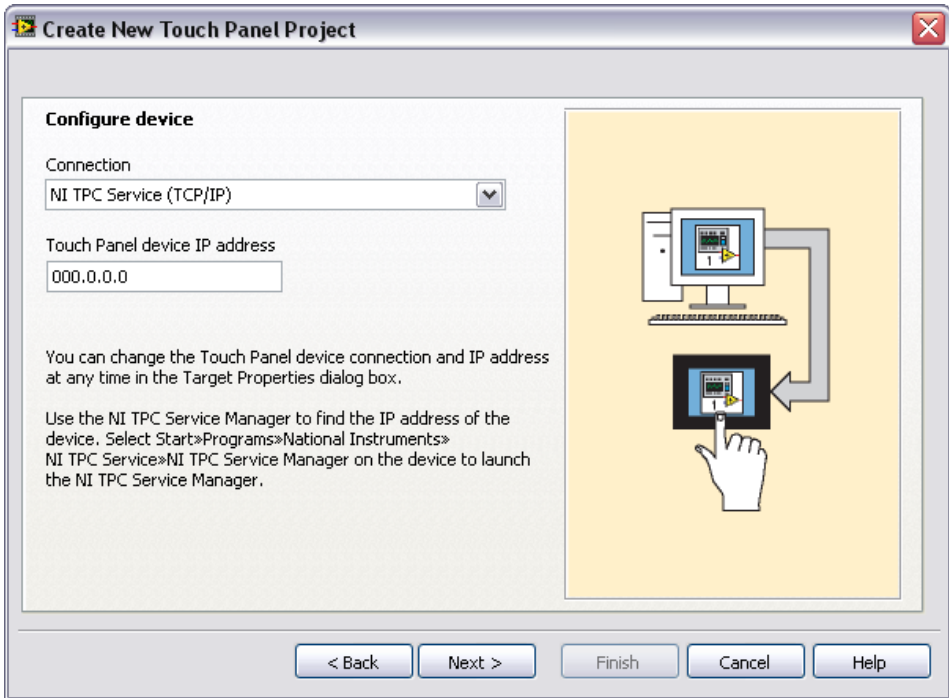 Create New Touch Panel Project
Configure device
Connection
NI TPC Service (TCP/IP)
Touch Panel device IP address
000.0.0.0
You can change the Touch Panel device connection and IP address
at any time in the Target Properties dialog box.
Use the NI TPC Service Manager to find the IP address of the
device. Select Start»Programs»National Instruments»
NI TPC Service»NI TPC Service Manager on the device to launch
the NI TPC Service Manager.
1
1
< Back Next > Finish Cancel Help